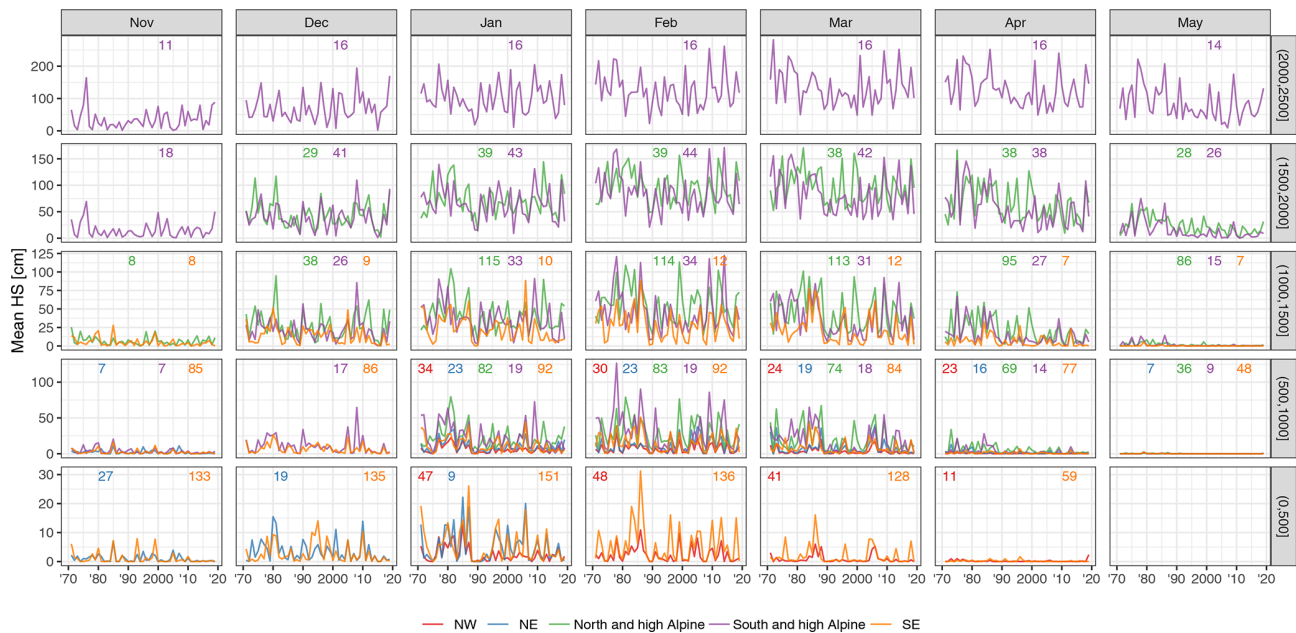 Nov Dec Jan Feb Mar Apr May
11 16 16 16 16 16 14
200
100
0
(2000,2500]
18 29 41 39 43 39 44 38 42 38 38 28 26
150
100
50
0
(1500,2000]
8 8 38 26 9 115 33 10 114 34 12 113 31 12 95 27 7 86 15 7
125
100
75
50
25
0
(1000,1500]
7 7 85 17 86 34 23 82 19 92 30 23 83 19 92 24 19 74 18 84 23 16 69 14 77 7 36 9 48
100
50
0
(500,1000]
27 133 19 135 47 9 151 48 136 41 128 11 59
30
20
10
0
(0,500]
Mean HS [cm]
'70 '80 '90 2000 '10 '20 '70 '80 '90 2000 '10 '20 '70 '80 '90 2000 '10 '20 '70 '80 '90 2000 '10 '20 '70 '80 '90 2000 '10 '20 '70 '80 '90 2000 '10 '20 '70 '80 '90 2000 '10 '20
NW NE North and high Alpine South and high Alpine SE